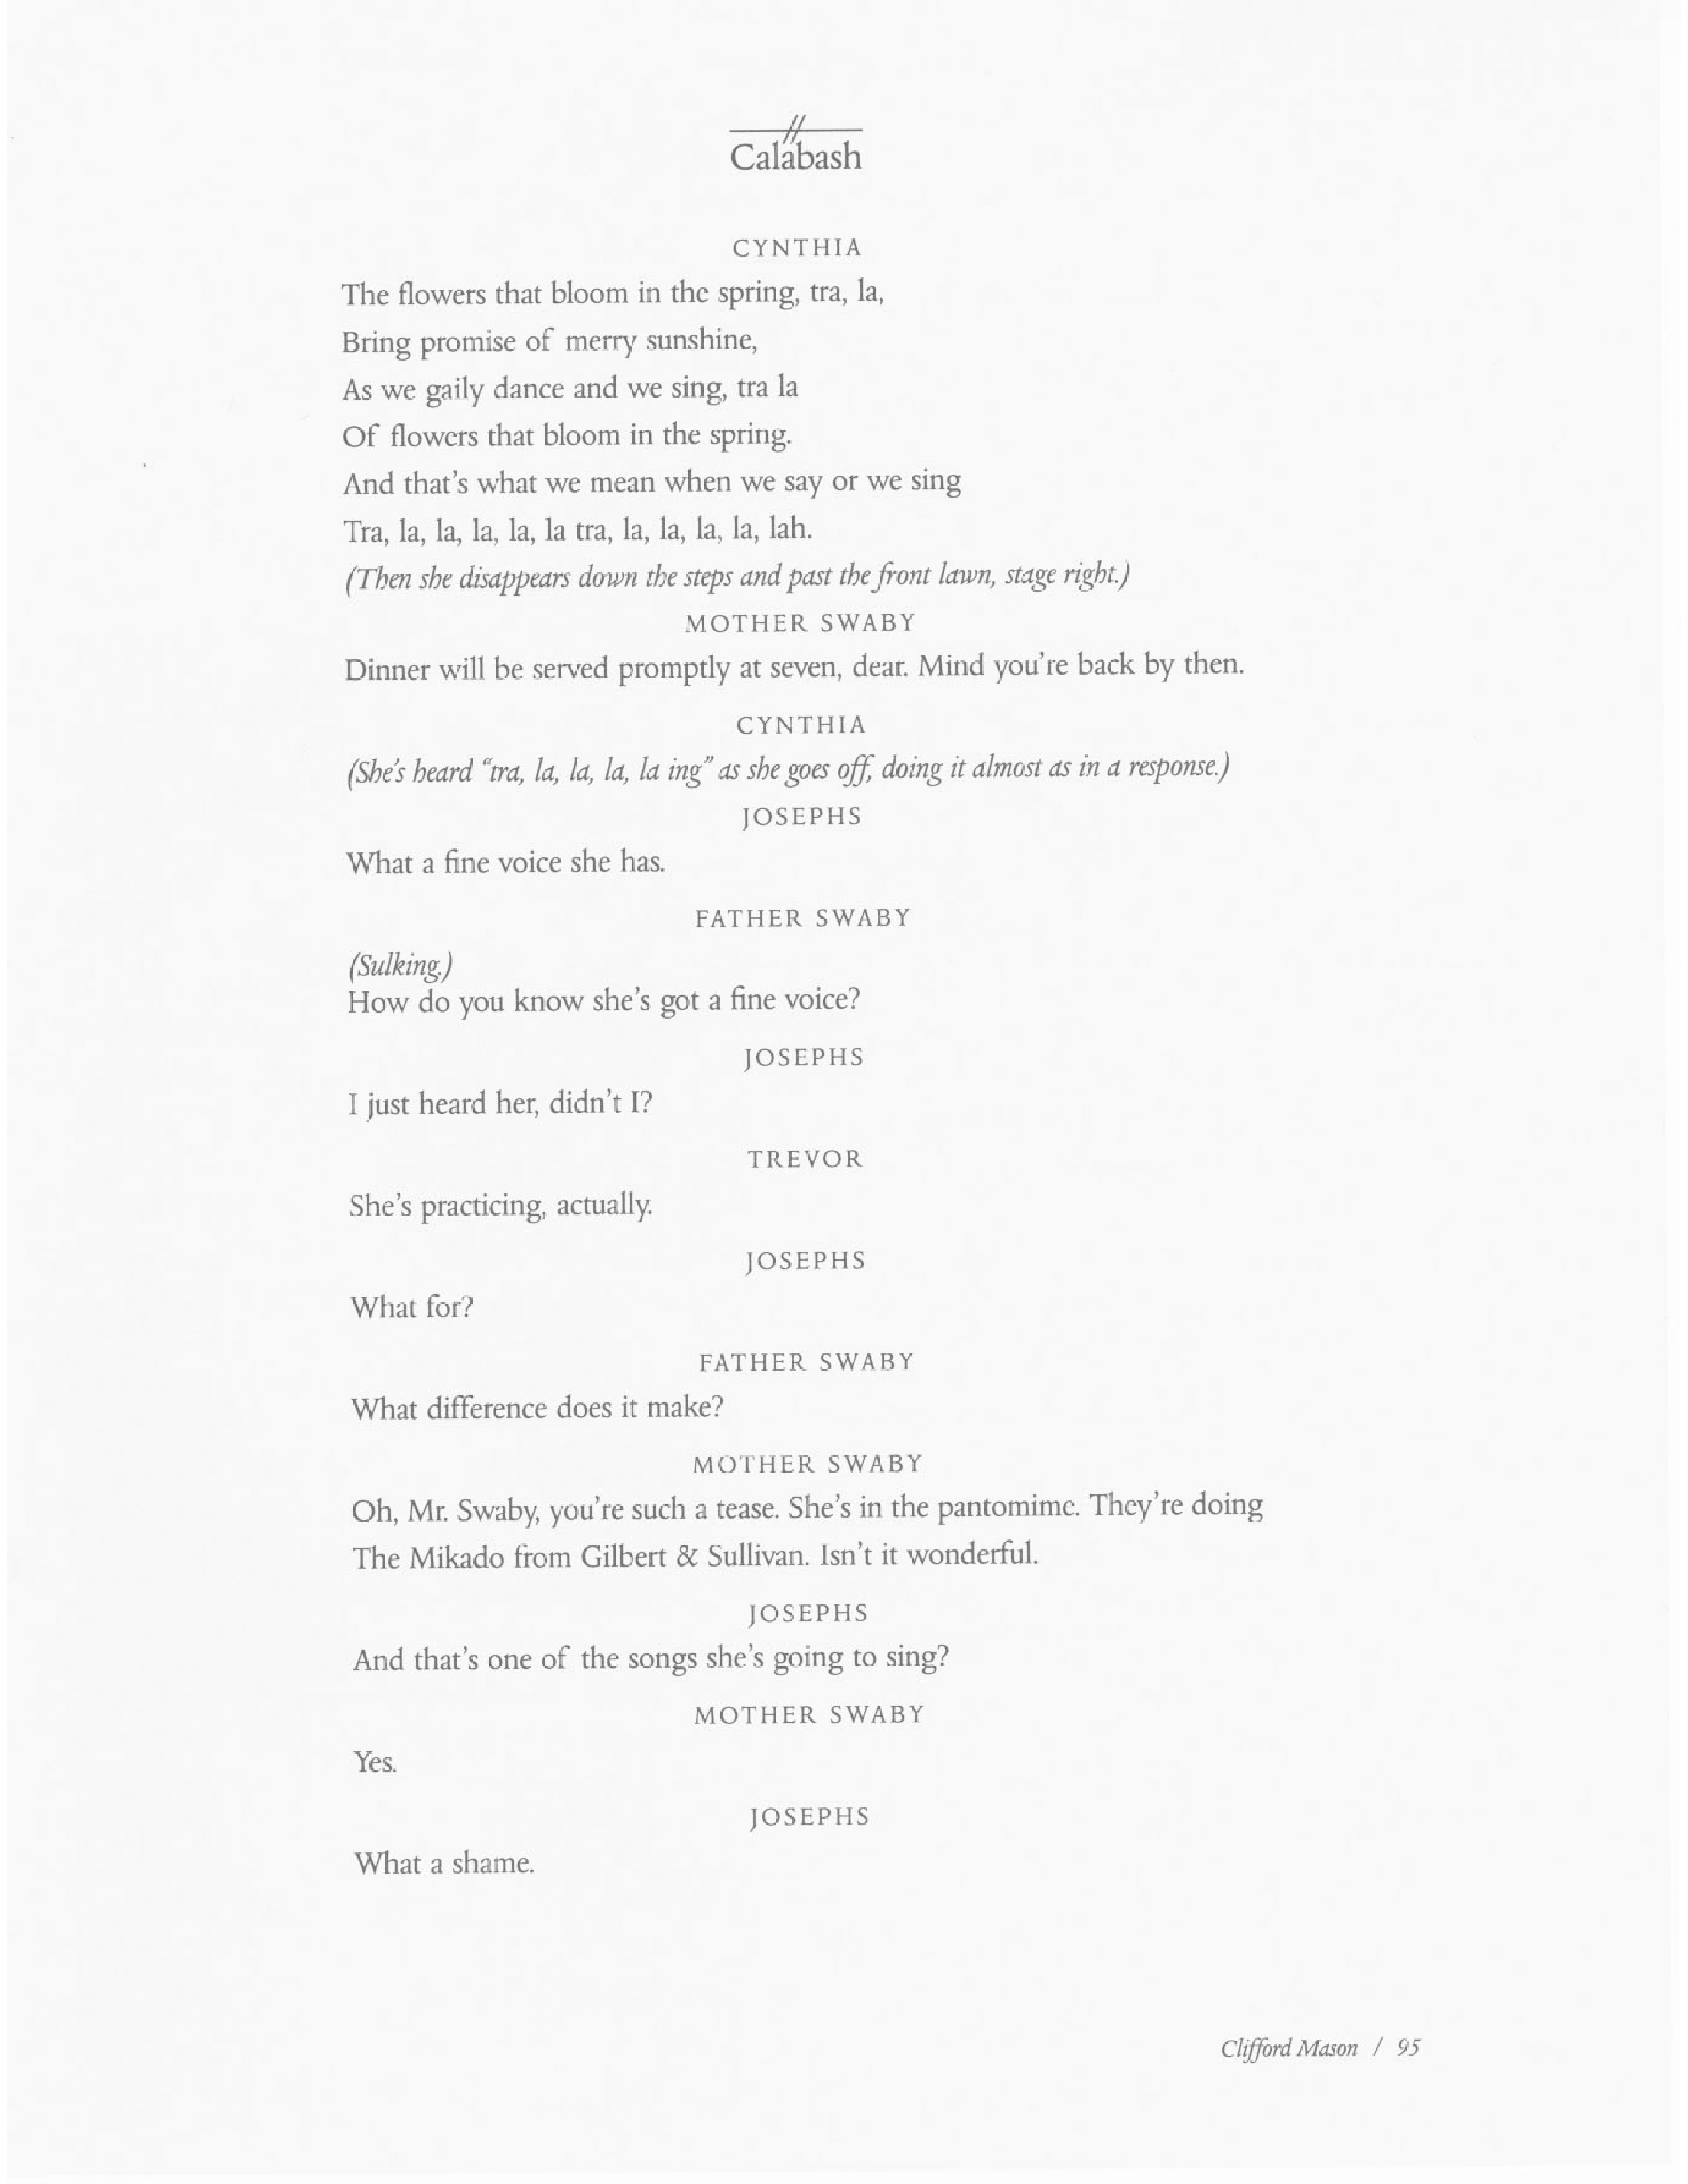 Calabash
CYNTHIA
The flowers that bloom in the spring, tra, la,
Bring promise of merry sunshine,
As we gaily dance and we sing, tra la
Of flowers that bloom in the spring.
And that's what we mean when we say or we sing
Tra, la, la, la, la, la tra, la, la, la, la, lah.
(Then she disappears down the steps and past the front lawn, stage right.)
MOTHER SWABY
Dinner will be served promptly at seven, dear. Mind you're back by then.
CYNTHIA
(She's heard "tra, la, la, la, la ing" as she goes off, doing it almost as in a response.)
JOSEPHS
What a fine voice she has.
FATHER SWABY
(Sulking.)
How do you know she's got a fine voice?
JOSEPHS
I just heard her, didn't I?
TREVOR
She's practicing, actually.
JOSEPHS
What for?
FATHER SWABY
What difference does it make?
MOTHER SWABY
Oh, Mr. Swaby, you're such a tease. She's in the pantomime. They're doing
The Mikado from Gilbert & Sullivan. Isn't it wonderful.
JOSEPHS
And that's one of the songs she's going to sing?
MOTHER SWABY
Yes.
JOSEPHS
What a shame.
Clifford Mason / 95